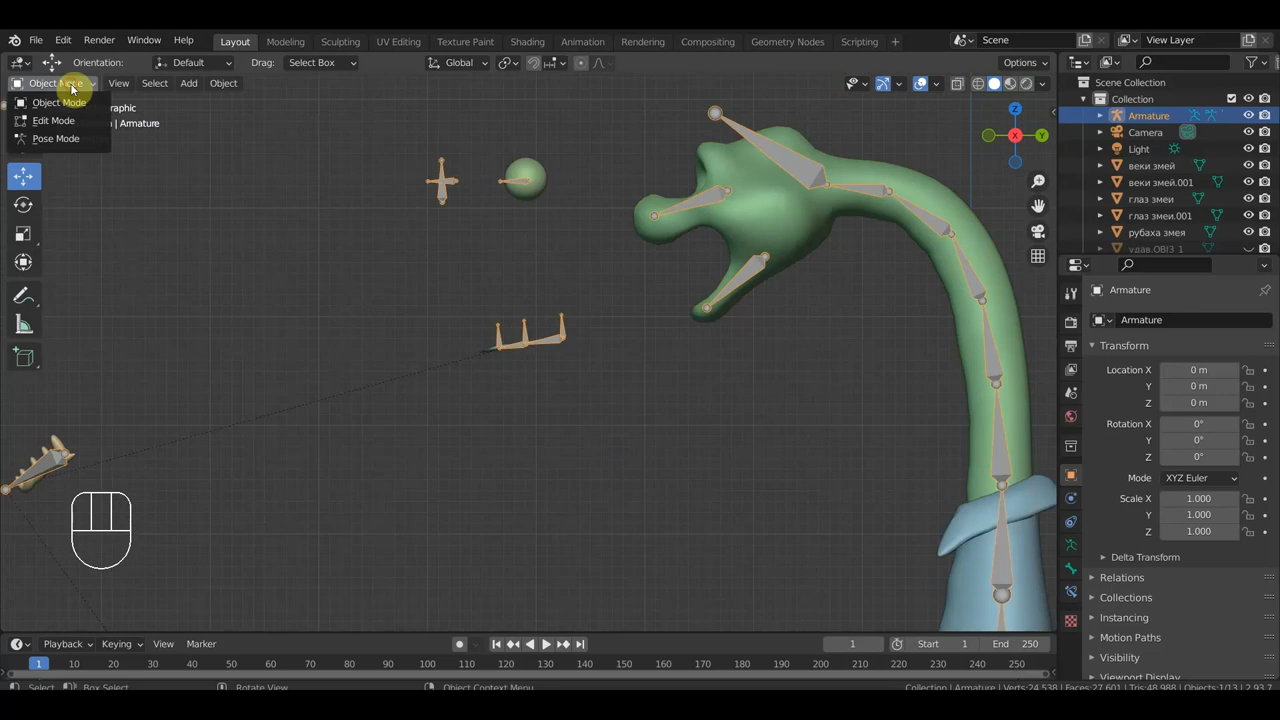 File Edit Render Window Help Layout Modeling Sculpting UV Editing Texture Paint Shading Animation Rendering Compositing Geometry Nodes Scripting + Scene View Layer
Orientation: Default Drag: Select Box Global Options
Object Mode View Select Add Object
Object Mode
Edit Mode
Pose Mode
| Armature
X
Y
Z
Scene Collection
Collection
Armature
Camera
Light
веки змей
веки змей.001
глаз змеи
глаз змеи.001
рубаха змея
удав.OBJ3_1
Armature
Armature
Transform
Location X 0 m
Y 0 m
Z 0 m
Rotation X 0°
Y 0°
Z 0°
Mode XYZ Euler
Scale X 1.000
Y 1.000
Z 1.000
Delta Transform
Relations
Collections
Instancing
Motion Paths
Visibility
Viewport Display
Playback Keying View Marker 1 Start 1 End 250
1 10 20 30 40 50 60 70 80 90 100 110 120 130 140 150 160 170 180 190 200 210 220 230 240 250
Select Box Select Rotate View Object Context Menu Collection | Armature | Verts:24,538 | Faces:27,601 | Tris:48,988 | Objects:1/13 | 2.93.7